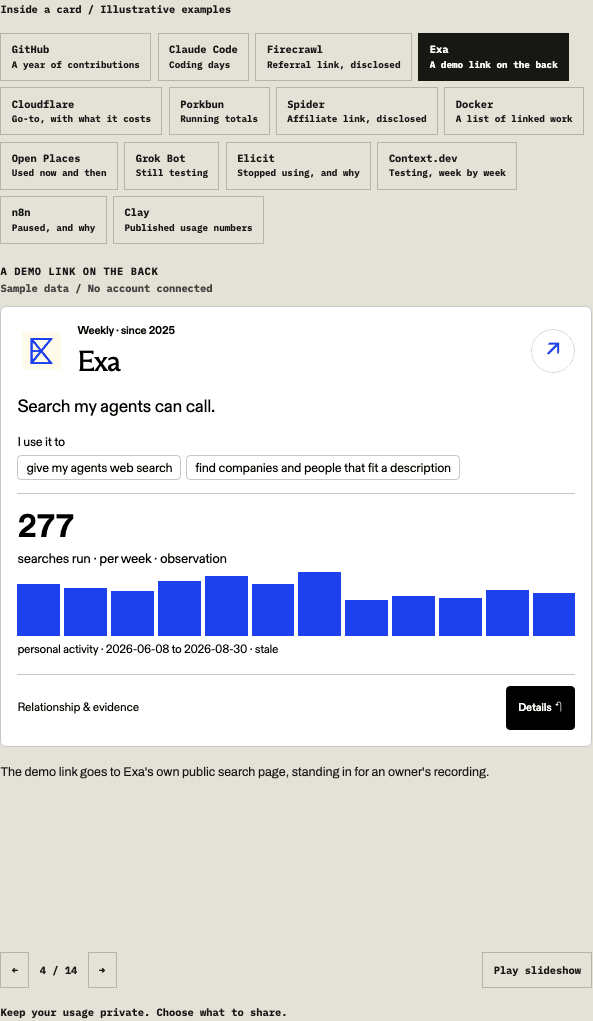 Inside a card / Illustrative examples
GitHub
A year of contributions
Claude Code
Coding days
Firecrawl
Referral link, disclosed
Exa
A demo link on the back
Cloudflare
Go-to, with what it costs
Porkbun
Running totals
Spider
Affiliate link, disclosed
Docker
A list of linked work
Open Places
Used now and then
Grok Bot
Still testing
Elicit
Stopped using, and why
Context.dev
Testing, week by week
n8n
Paused, and why
Clay
Published usage numbers
A DEMO LINK ON THE BACK
Sample data / No account connected
Weekly · since 2025
Exa
Search my agents can call.
I use it to
give my agents web search
find companies and people that fit a description
277
searches run · per week · observation
personal activity · 2026-06-08 to 2026-08-30 · stale
Relationship & evidence
Details
The demo link goes to Exa's own public search page, standing in for an owner's recording.
← 4 / 14 →
Play slideshow
Keep your usage private. Choose what to share.